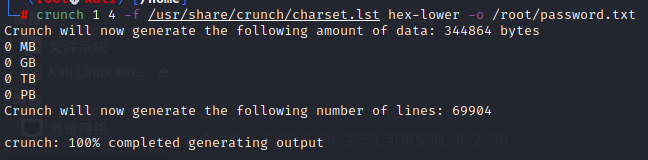 └─# crunch 1 4 -f /usr/share/crunch/charset.lst hex-lower -o /root/password.txt
Crunch will now generate the following amount of data: 344864 bytes
0 MB
0 GB
0 TB
0 PB
Crunch will now generate the following number of lines: 69904
crunch: 100% completed generating output